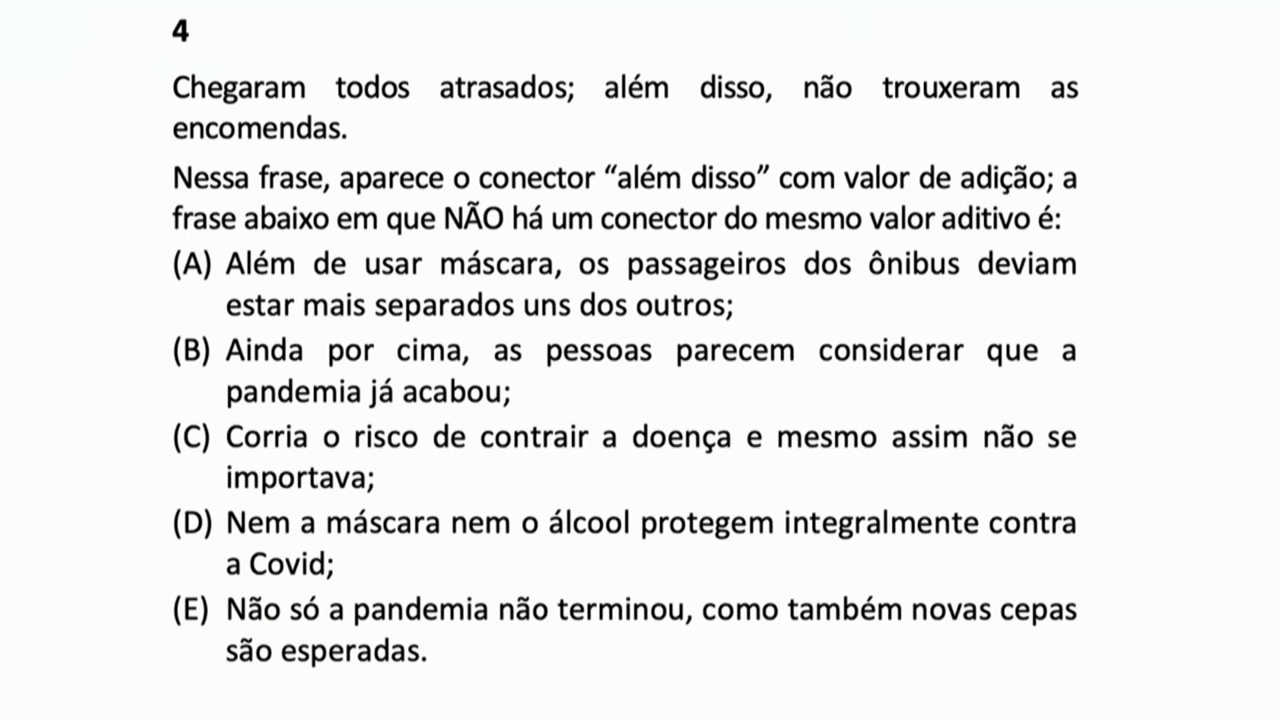 4
Chegaram todos atrasados; além disso, não trouxeram as
encomendas.
Nessa frase, aparece o conector “além disso” com valor de adição; a
frase abaixo em que NÃO há um conector do mesmo valor aditivo é:
(A) Além de usar máscara, os passageiros dos ônibus deviam
estar mais separados uns dos outros;
(B) Ainda por cima, as pessoas parecem considerar que a
pandemia já acabou;
(C) Corria o risco de contrair a doença e mesmo assim não se
importava;
(D) Nem a máscara nem o álcool protegem integralmente contra
a Covid;
(E) Não só a pandemia não terminou, como também novas cepas
são esperadas.